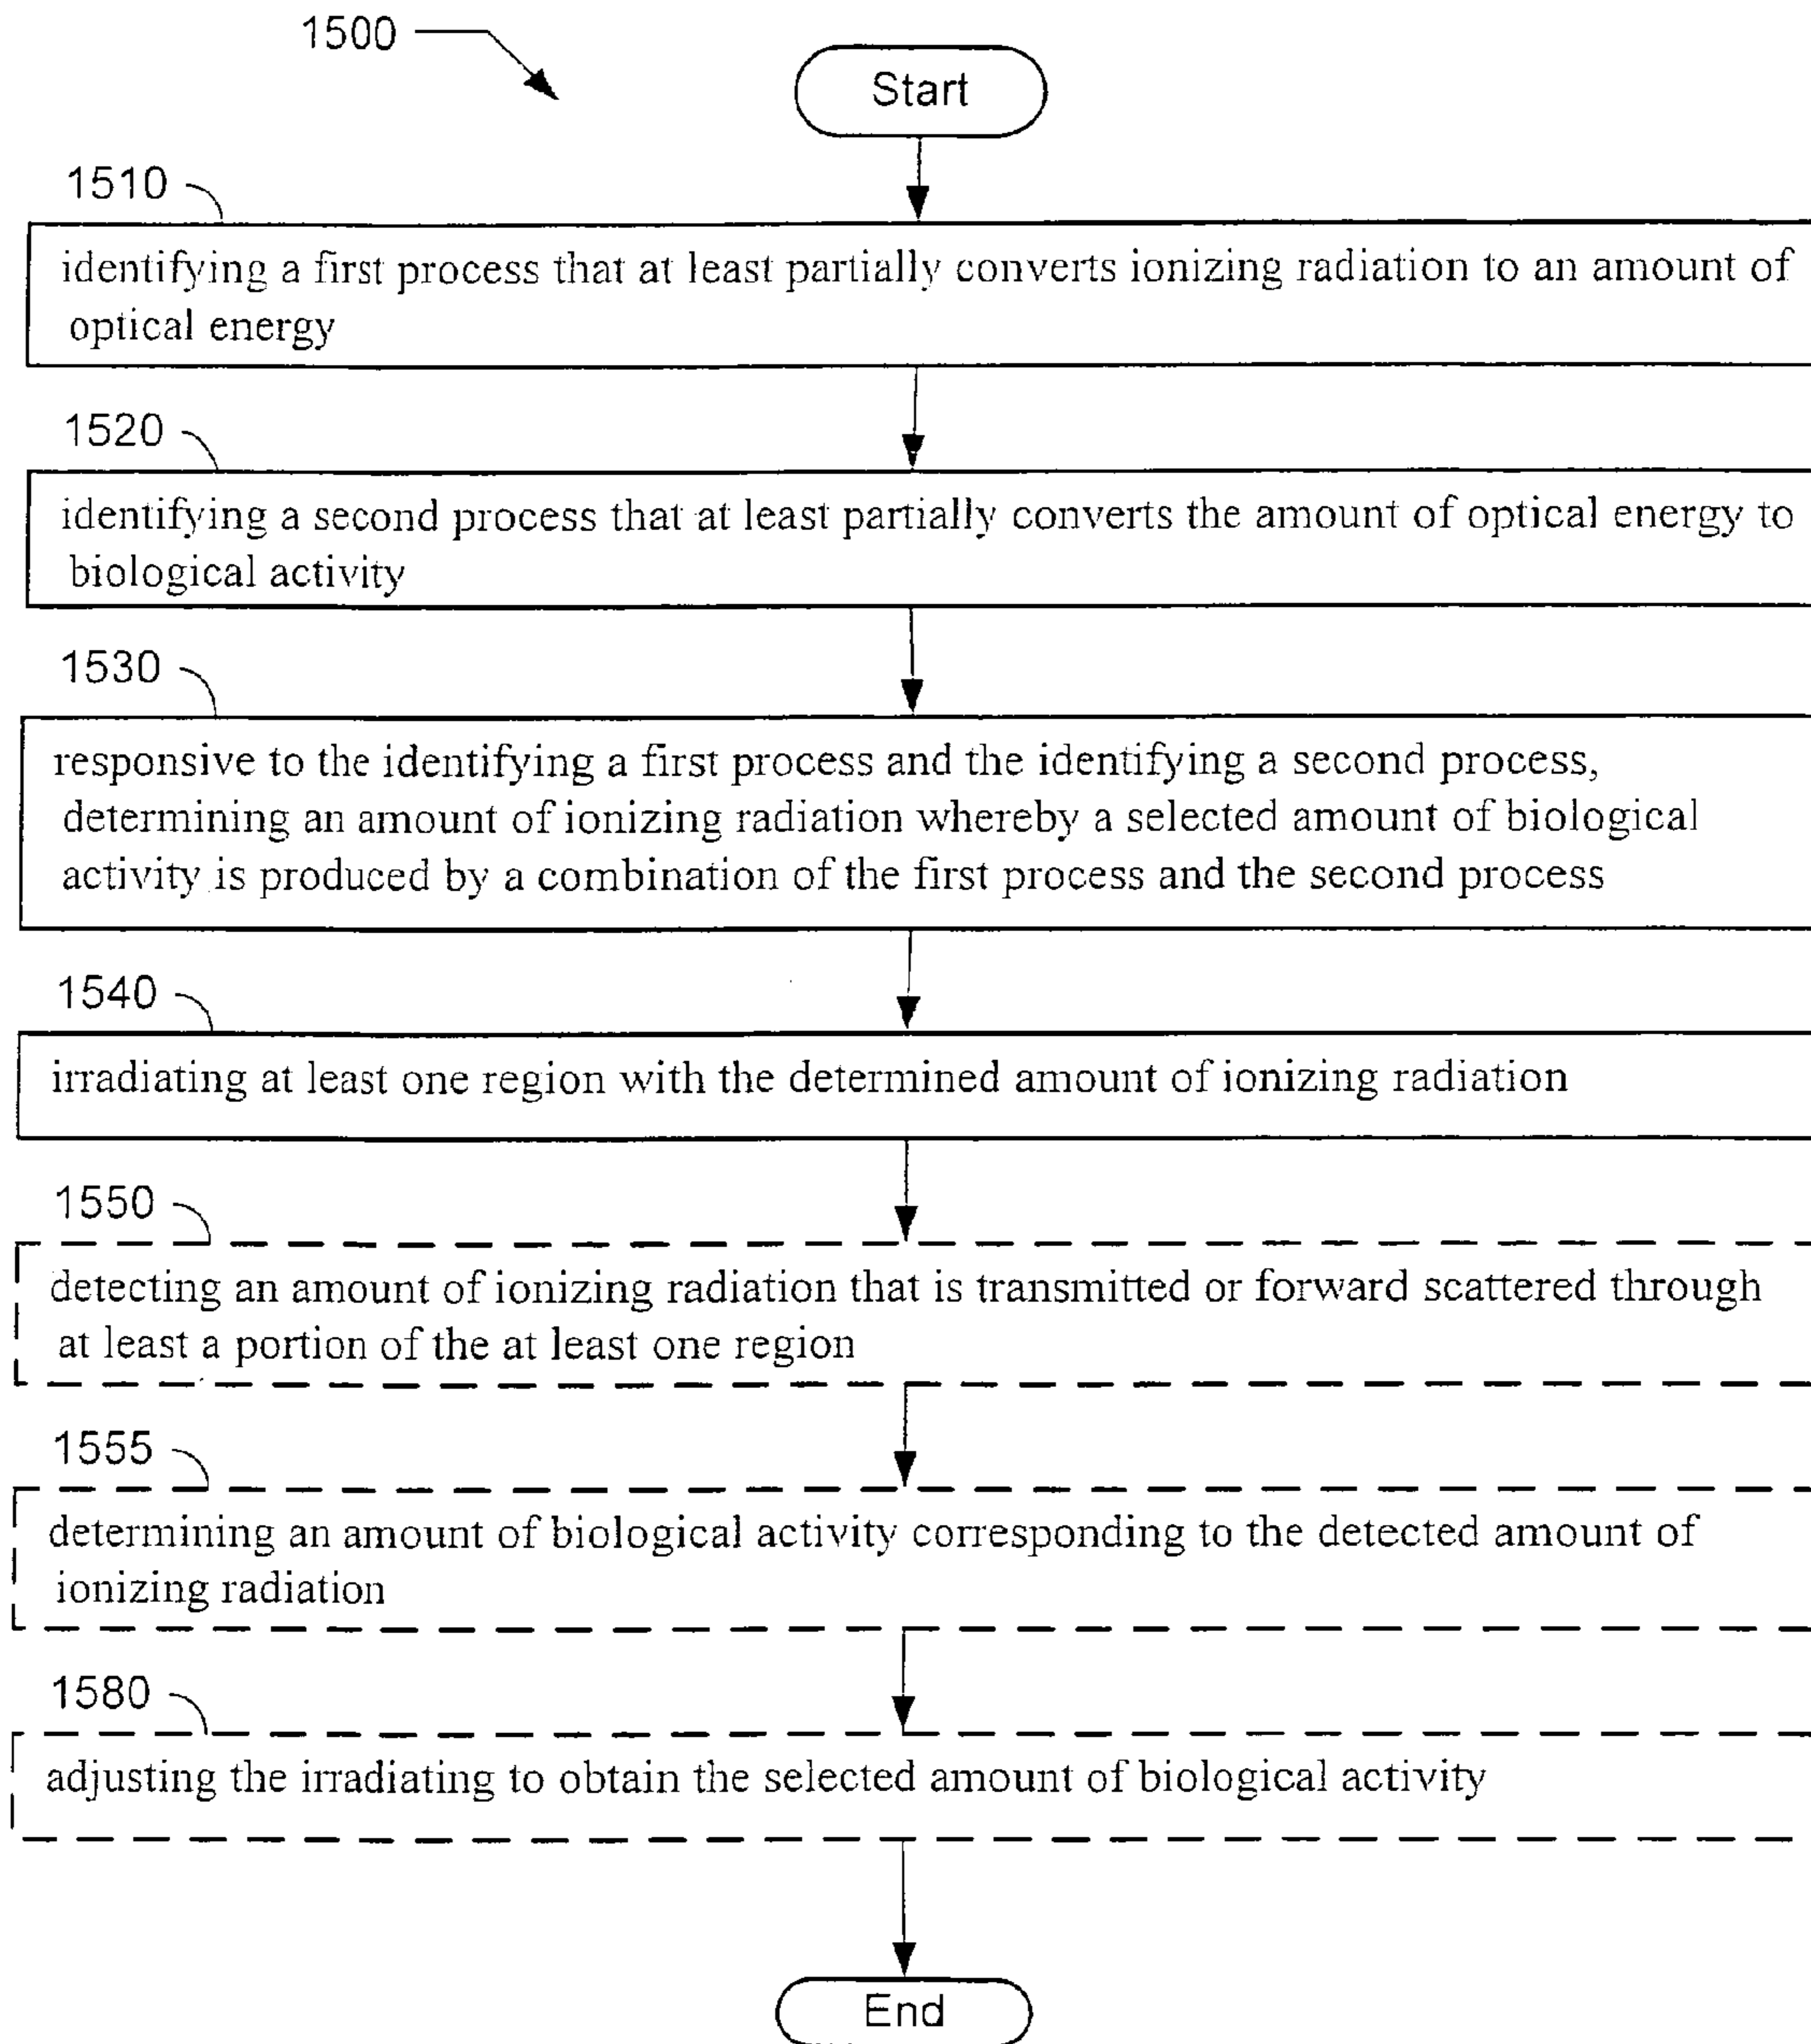 1500
Start
1510
identifying a first process that at least partially converts ionizing radiation to an amount of
optical energy
1520
identifying a second process that at least partially converts the amount of optical energy to
biological activity
1530
responsive to the identifying a first process and the identifying a second process,
determining an amount of ionizing radiation whereby a selected amount of biological
activity is produced by a combination of the first process and the second process
1540
irradiating at least one region with the determined amount of ionizing radiation
1550
detecting an amount of ionizing radiation that is transmitted or forward scattered through
at least a portion of the at least one region
1555
determining an amount of biological activity corresponding to the detected amount of
ionizing radiation
1580
adjusting the irradiating to obtain the selected amount of biological activity
End